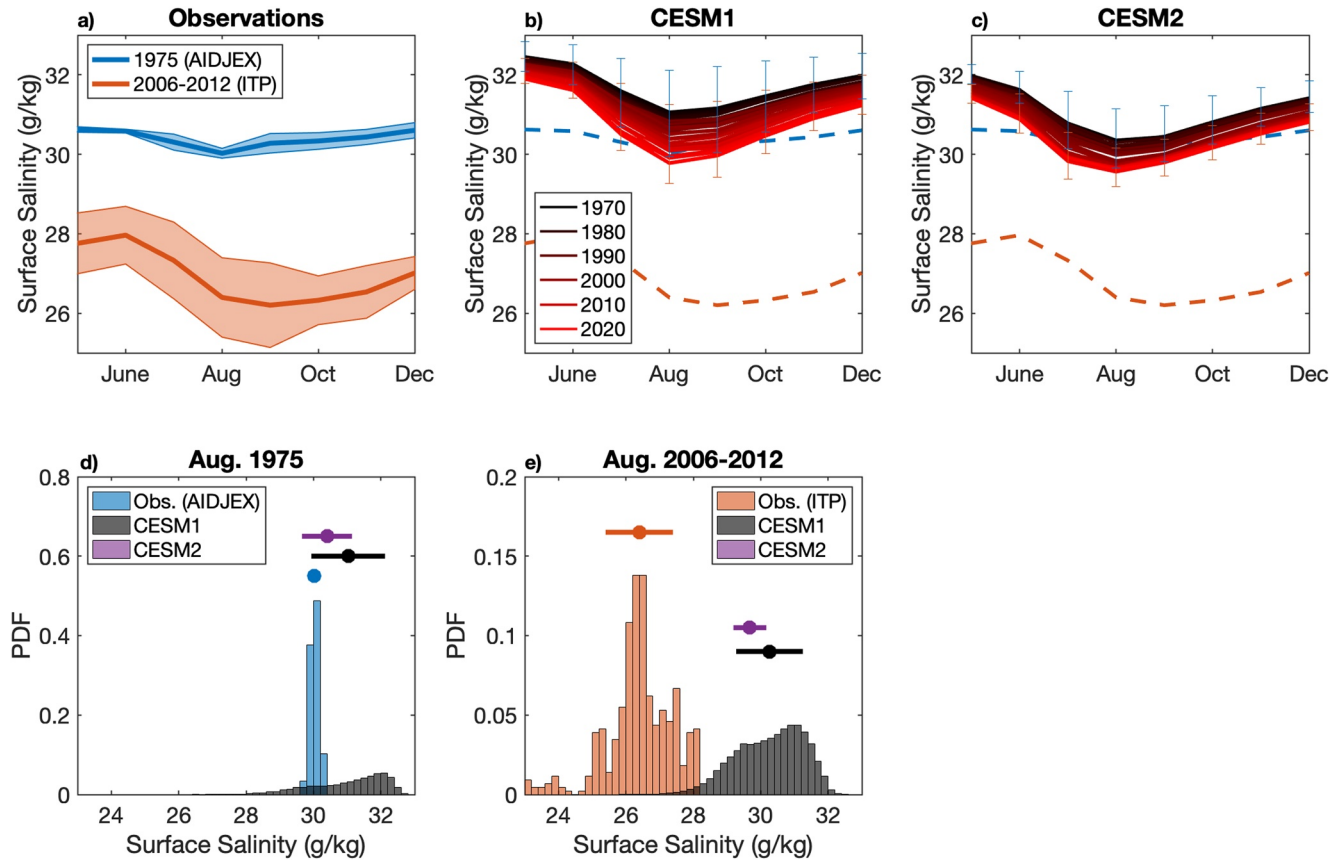 a) Observations
1975 (AIDJEX)
2006-2012 (ITP)
Surface Salinity (g/kg)
32
30
28
26
June Aug Oct Dec
b) CESM1
Surface Salinity (g/kg)
32
30
28
26
1970
1980
1990
2000
2010
2020
June Aug Oct Dec
c) CESM2
Surface Salinity (g/kg)
32
30
28
26
June Aug Oct Dec
d) Aug. 1975
Obs. (AIDJEX)
CESM1
CESM2
PDF
0.8
0.6
0.4
0.2
0
24 26 28 30 32
Surface Salinity (g/kg)
e) Aug. 2006-2012
Obs. (ITP)
CESM1
CESM2
PDF
0.2
0.15
0.1
0.05
0
24 26 28 30 32
Surface Salinity (g/kg)